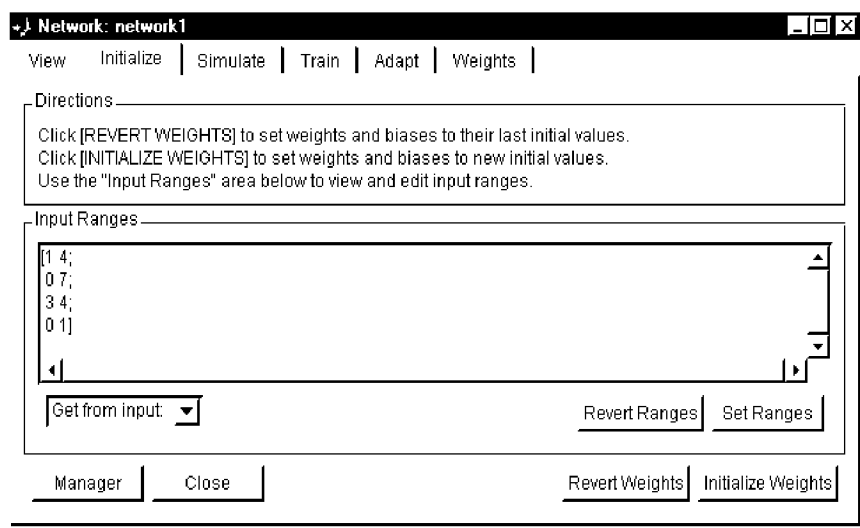 Network: network1
View Initialize Simulate Train Adapt Weights
Directions
Click [REVERT WEIGHTS] to set weights and biases to their last initial values.
Click [INITIALIZE WEIGHTS] to set weights and biases to new initial values.
Use the "Input Ranges" area below to view and edit input ranges.
Input Ranges
[1 4;
0 7;
3 4;
0 1]
Get from input: Revert Ranges Set Ranges
Manager Close Revert Weights Initialize Weights